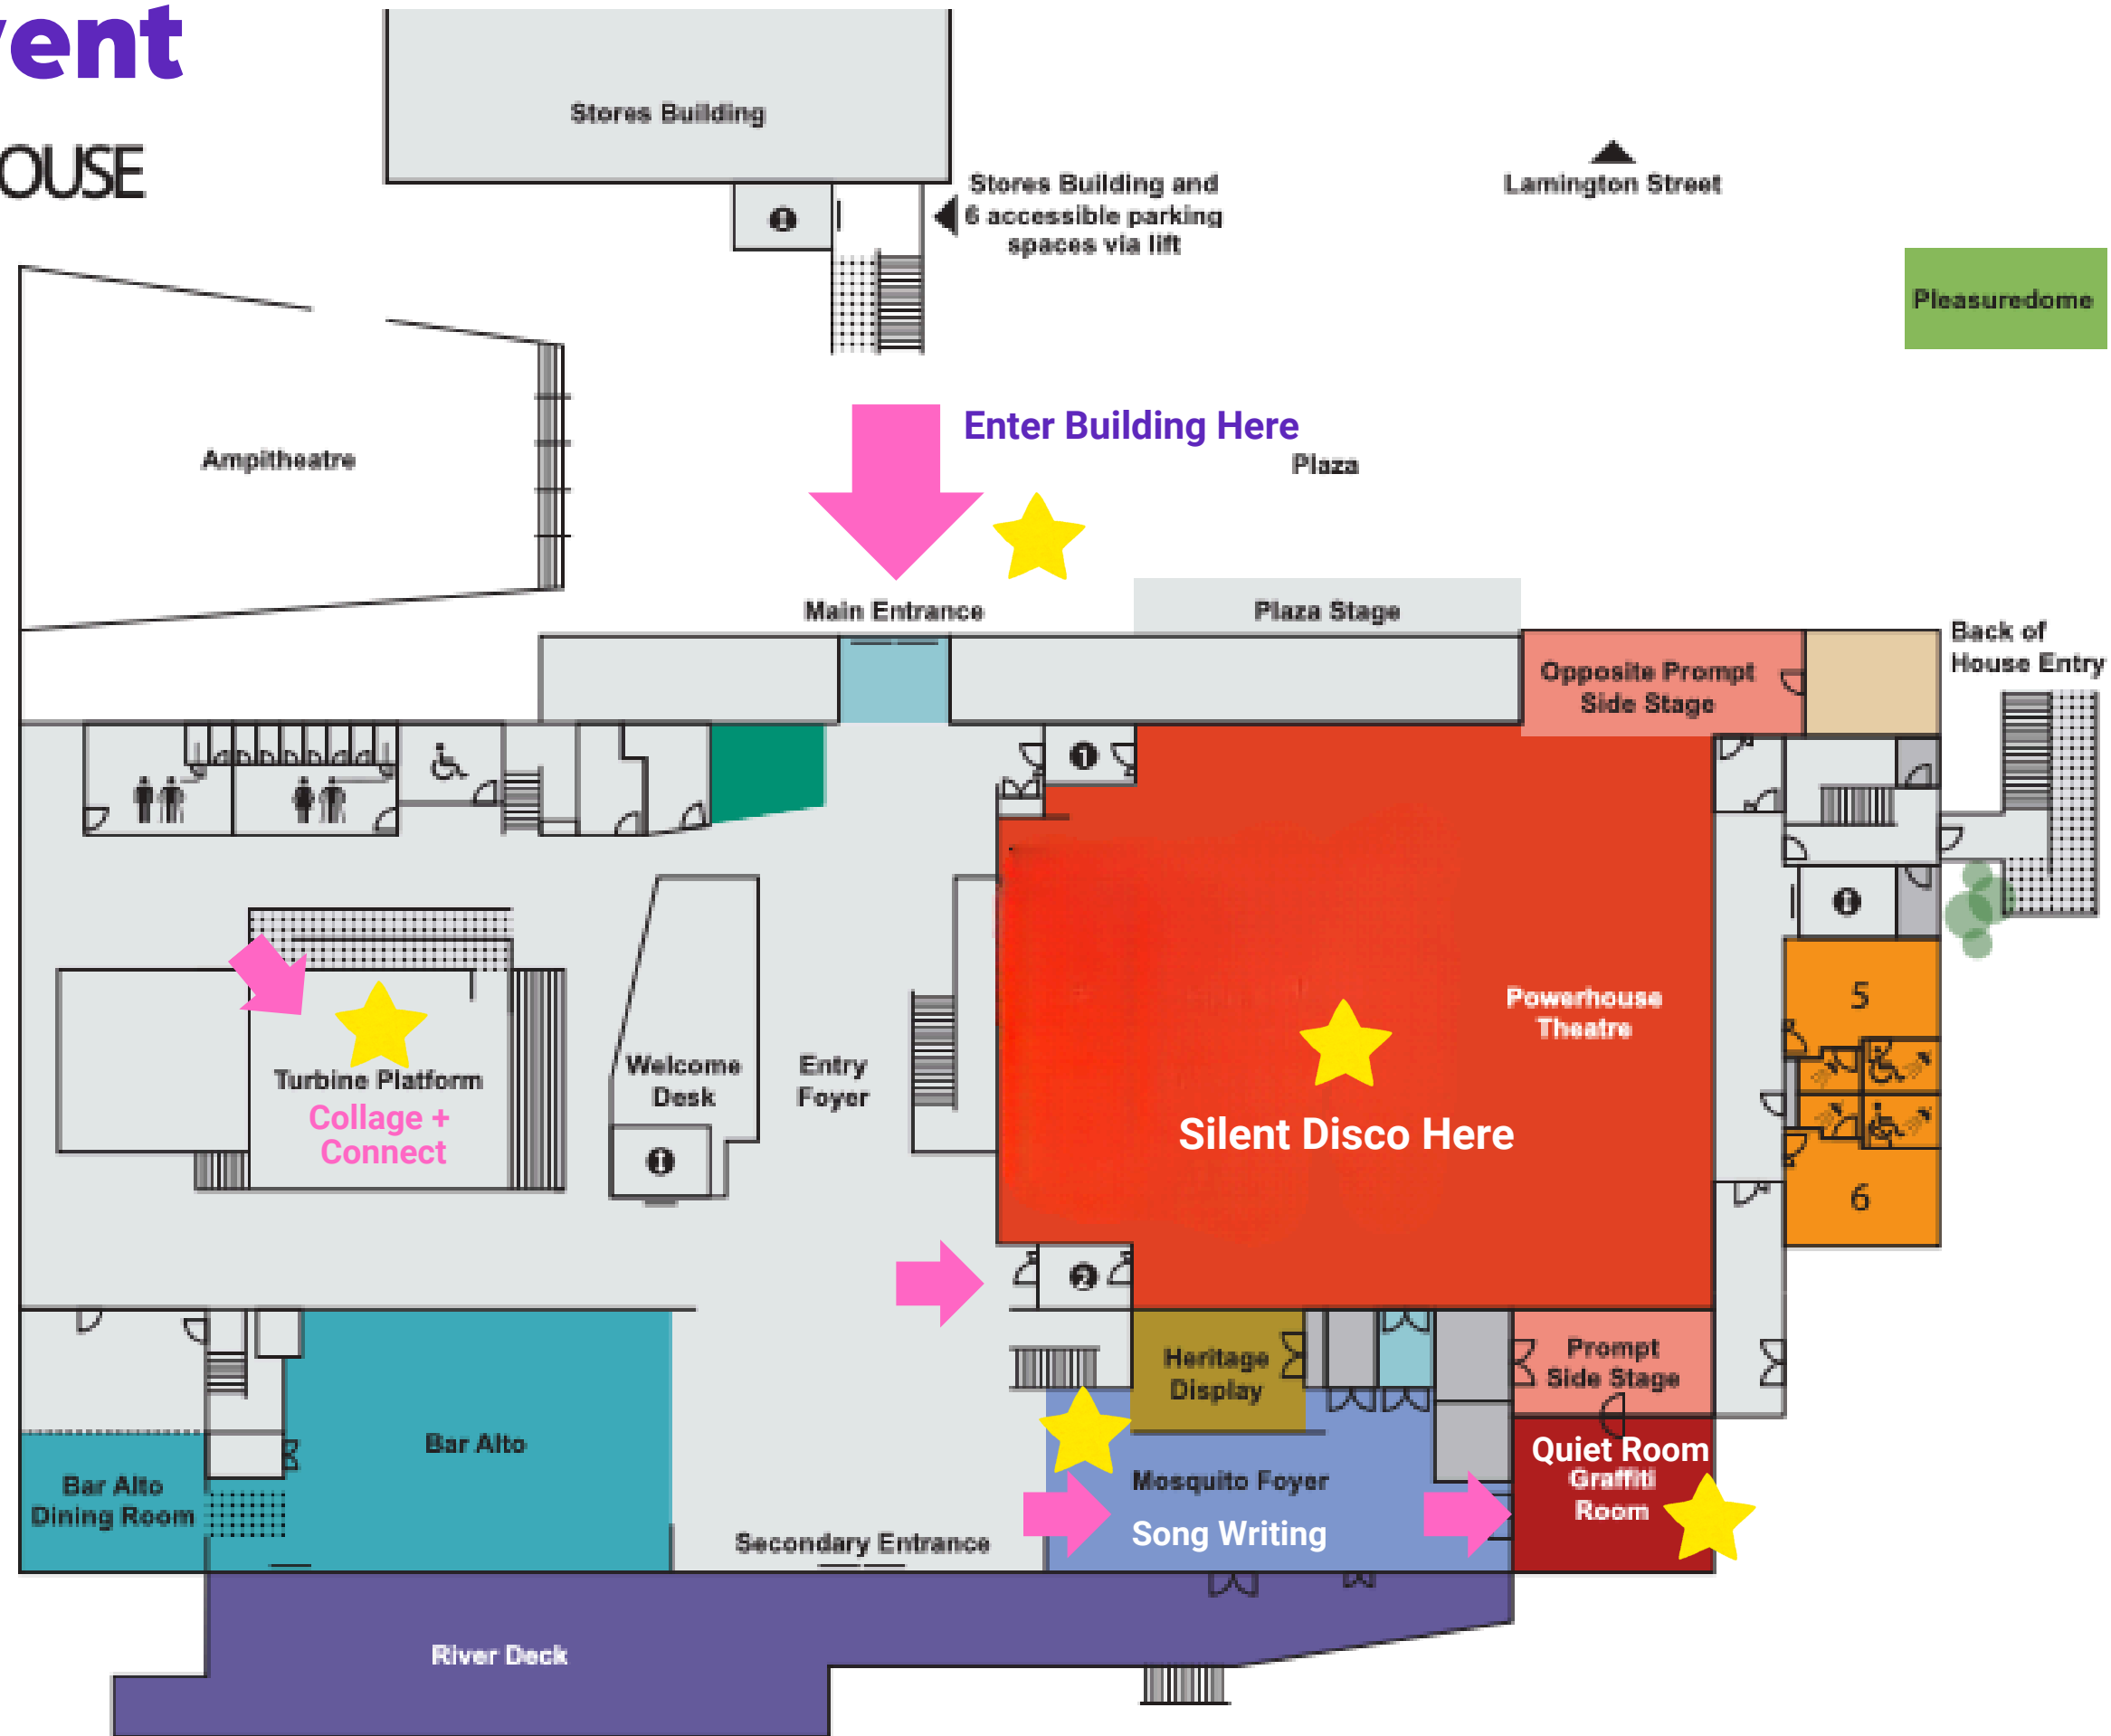 vent
OUSE
Stores Building
Stores Building and
6 accessible parking
spaces via lift
Lamington Street
Pleasuredome
Enter Building Here
Plaza
Ampitheatre
Main Entrance
Plaza Stage
Opposite Prompt
Side Stage
Back of
House Entry
1
5
Powerhouse
Theatre
Turbine Platform
Collage +
Connect
Welcome
Desk
Entry
Foyer
Silent Disco Here
6
2
Heritage
Display
Prompt
Side Stage
Bar Alto
Bar Alto
Dining Room
Quiet Room
Graffiti
Room
Mosquito Foyer
Song Writing
Secondary Entrance
River Deck